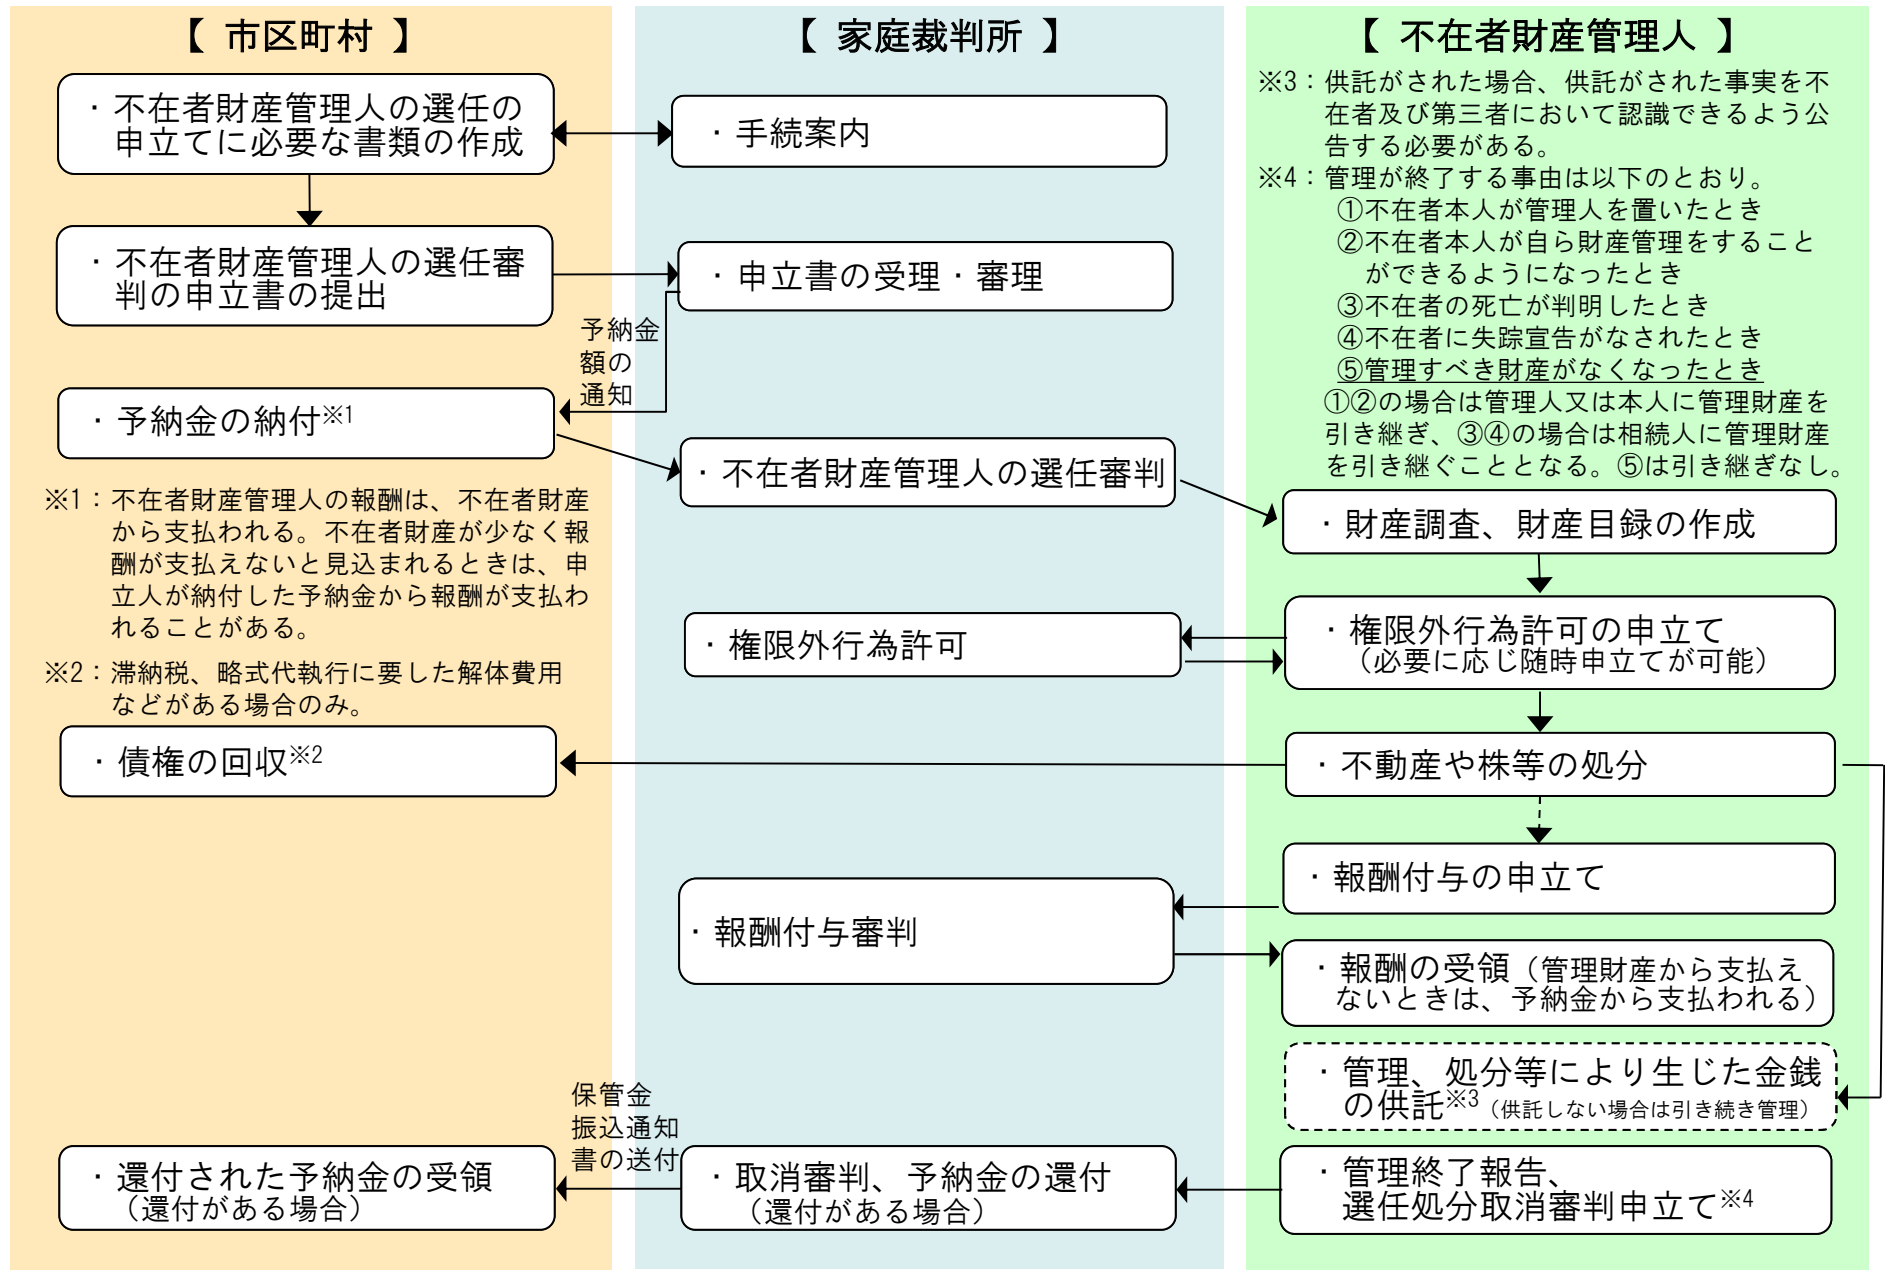 【 市区町村 】
・不在者財産管理人の選任の
申立てに必要な書類の作成
・不在者財産管理人の選任審
判の申立書の提出
予納金
額の
通知
・予納金の納付※1
※1：不在者財産管理人の報酬は、不在者財産
から支払われる。不在者財産が少なく報
酬が支払えないと見込まれるときは、申
立人が納付した予納金から報酬が支払わ
れることがある。
※2：滞納税、略式代執行に要した解体費用
などがある場合のみ。
・債権の回収※2
保管金
振込通知
書の送付
・還付された予納金の受領
（還付がある場合）
【 家庭裁判所 】
・手続案内
・申立書の受理・審理
・不在者財産管理人の選任審判
・権限外行為許可
・報酬付与審判
・取消審判、予納金の還付
（還付がある場合）
【 不在者財産管理人 】
※3：供託がされた場合、供託がされた事実を不
在者及び第三者において認識できるよう公
告する必要がある。
※4：管理が終了する事由は以下のとおり。
①不在者本人が管理人を置いたとき
②不在者本人が自ら財産管理をすること
ができるようになったとき
③不在者の死亡が判明したとき
④不在者に失踪宣告がなされたとき
⑤管理すべき財産がなくなったとき
①②の場合は管理人又は本人に管理財産を
引き継ぎ、③④の場合は相続人に管理財産
を引き継ぐこととなる。⑤は引き継ぎなし。
・財産調査、財産目録の作成
・権限外行為許可の申立て
（必要に応じ随時申立てが可能）
・不動産や株等の処分
・報酬付与の申立て
・報酬の受領（管理財産から支払え
ないときは、予納金から支払われる）
・管理、処分等により生じた金銭
の供託※3（供託しない場合は引き続き管理）
・管理終了報告、
選任処分取消審判申立て※4